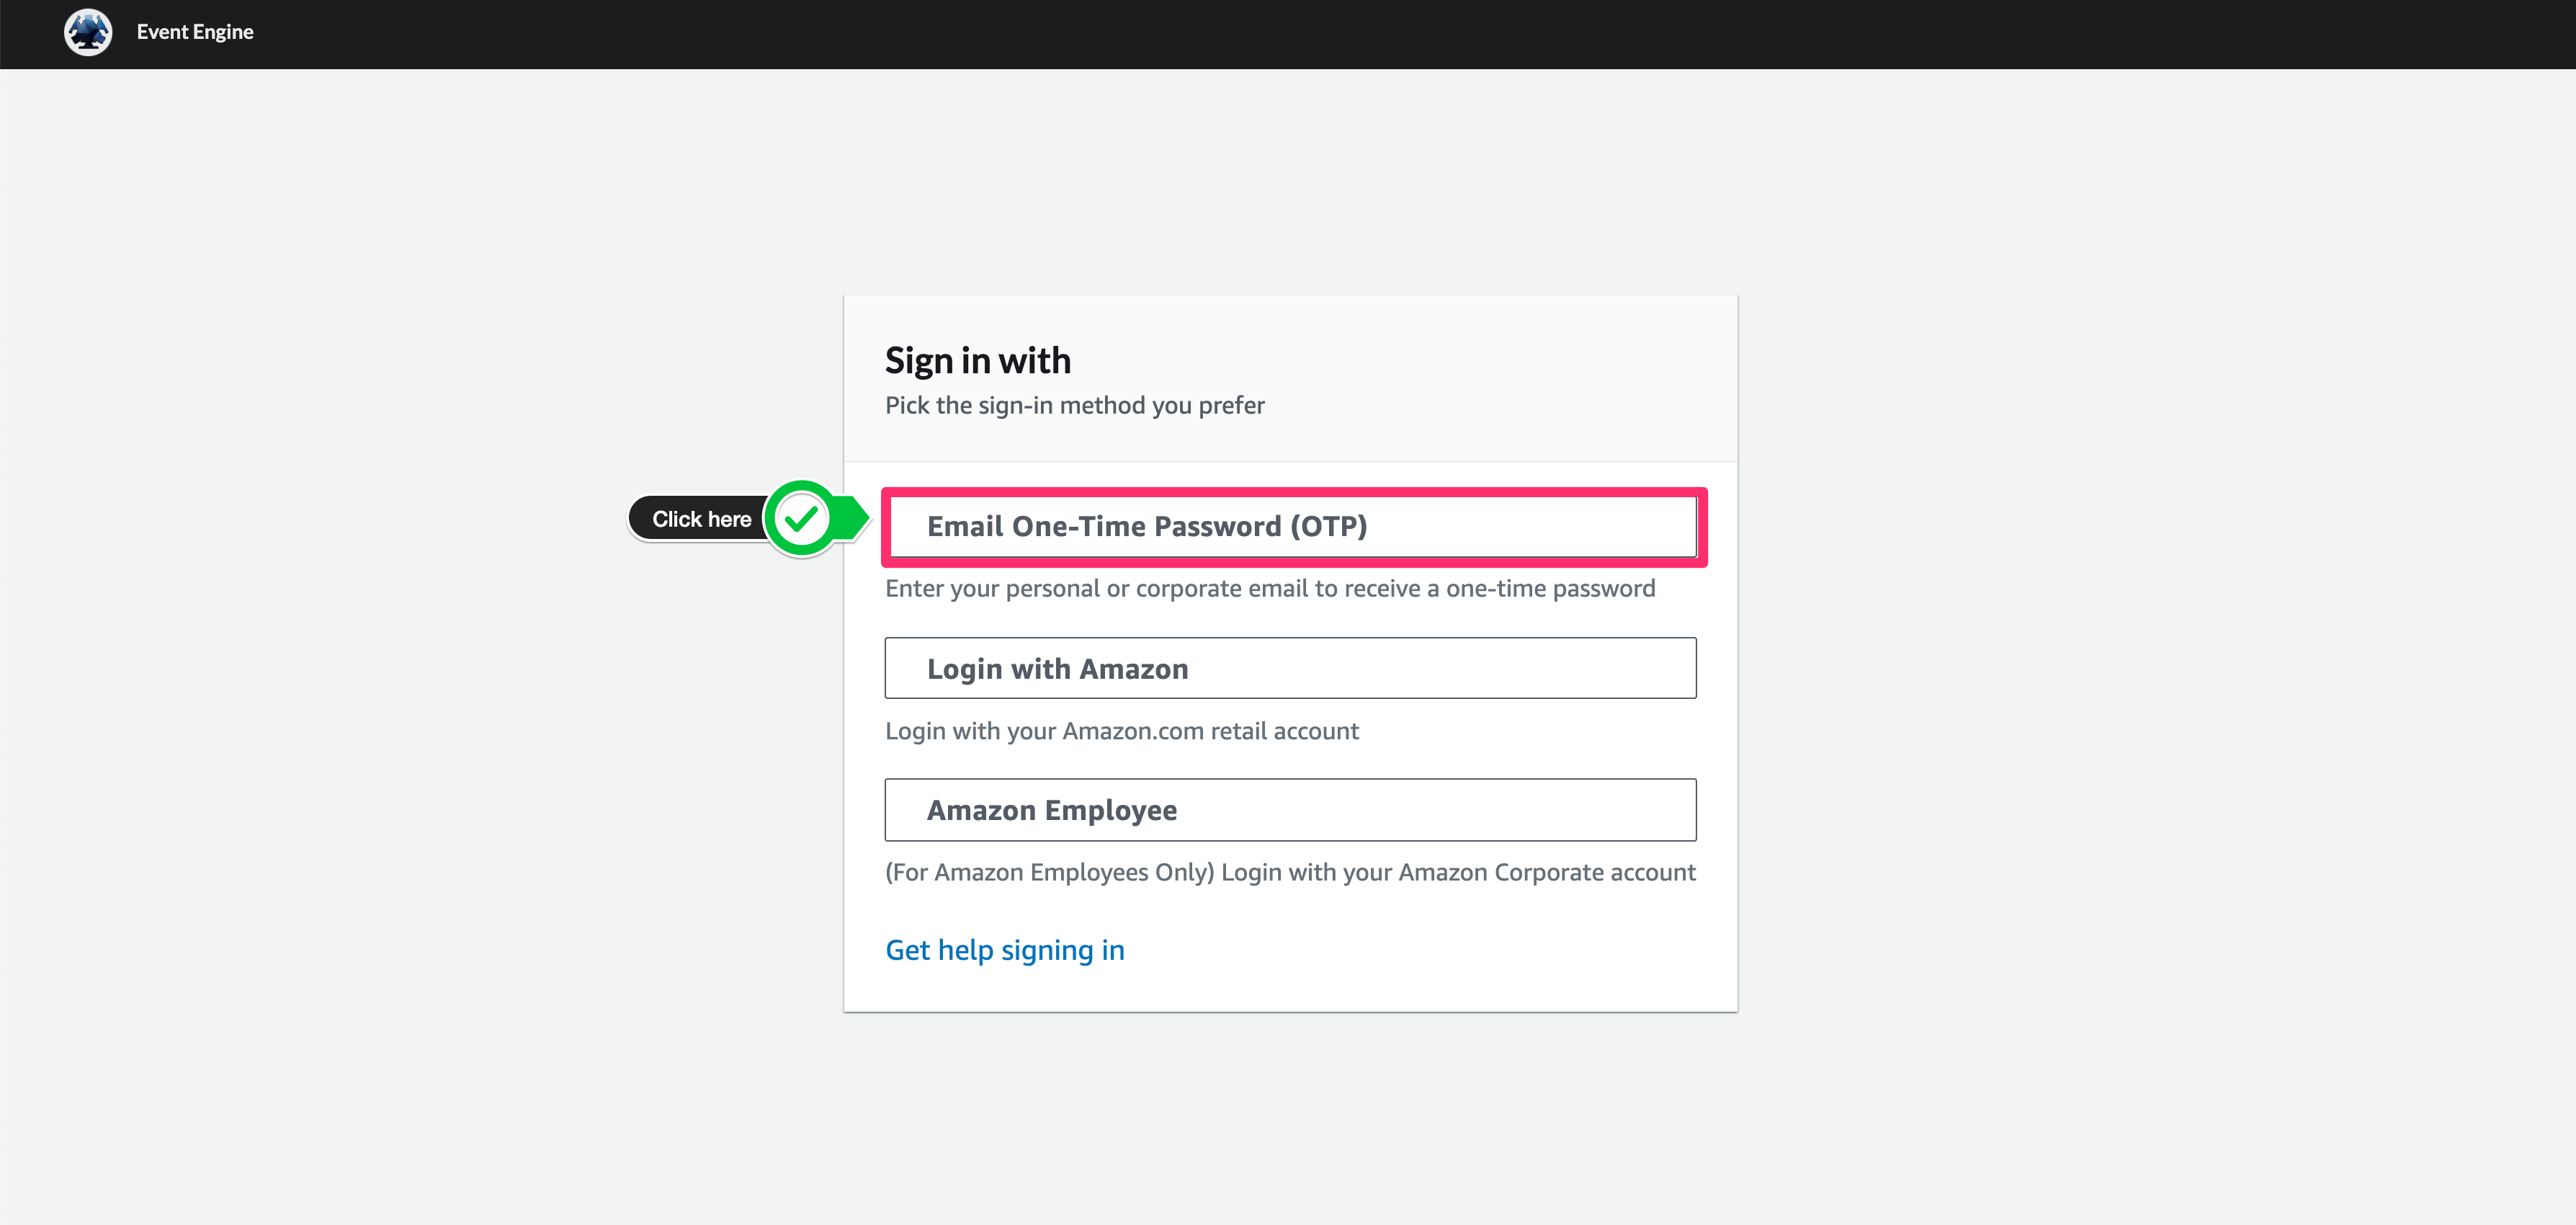 Event Engine
Sign in with
Pick the sign-in method you prefer
Click here
Email One-Time Password (OTP)
Enter your personal or corporate email to receive a one-time password
Login with Amazon
Login with your Amazon.com retail account
Amazon Employee
(For Amazon Employees Only) Login with your Amazon Corporate account
Get help signing in